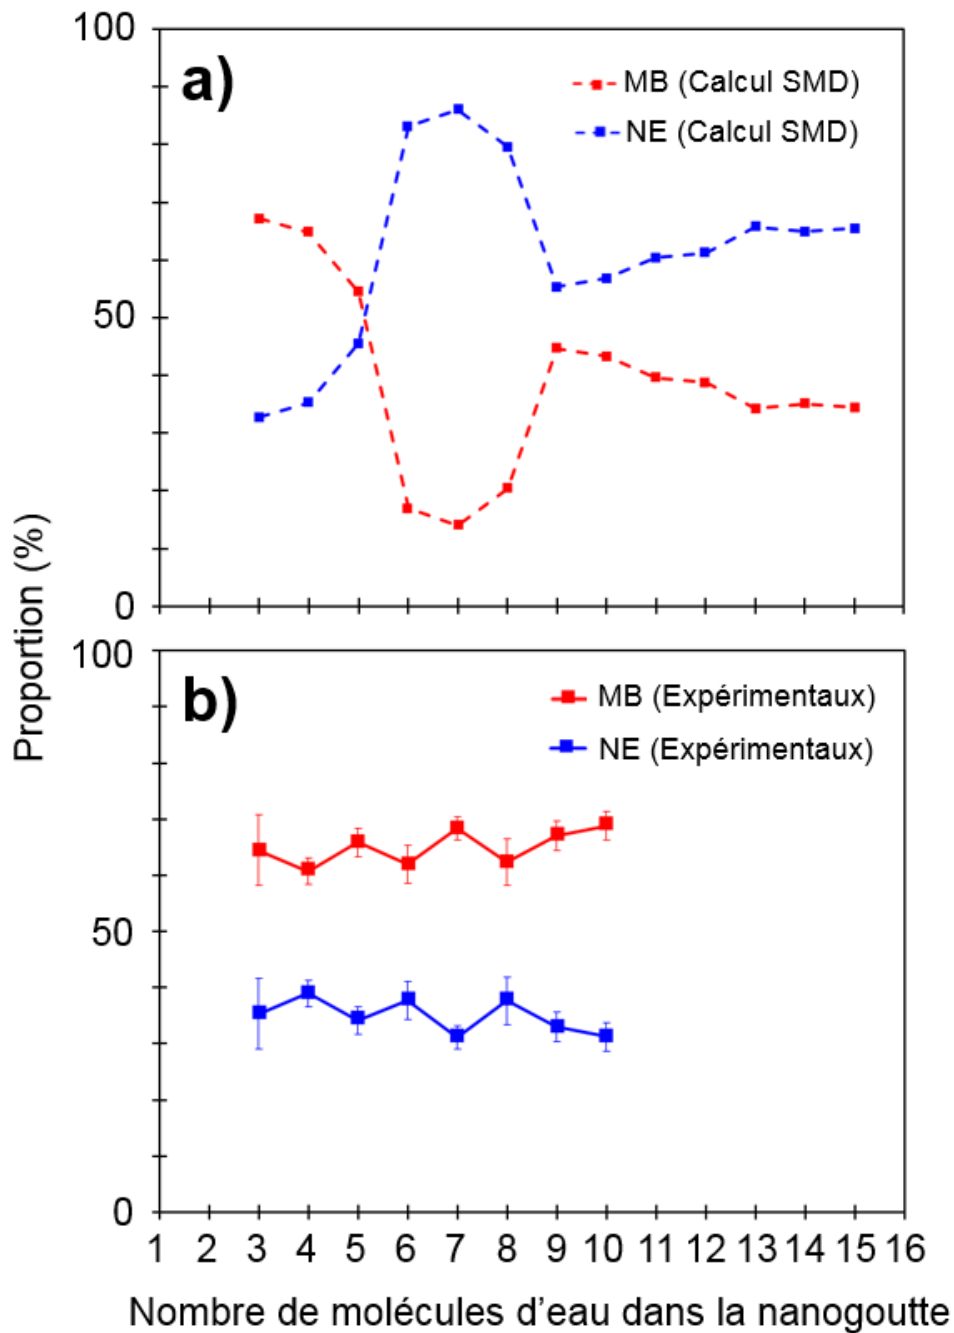 100
a)
MB (Calcul SMD)
NE (Calcul SMD)
50
0
Proportion (%)
100
b)
MB (Expérimentaux)
NE (Expérimentaux)
50
0
1 2 3 4 5 6 7 8 9 10 11 12 13 14 15 16
Nombre de molécules d'eau dans la nanogoutte